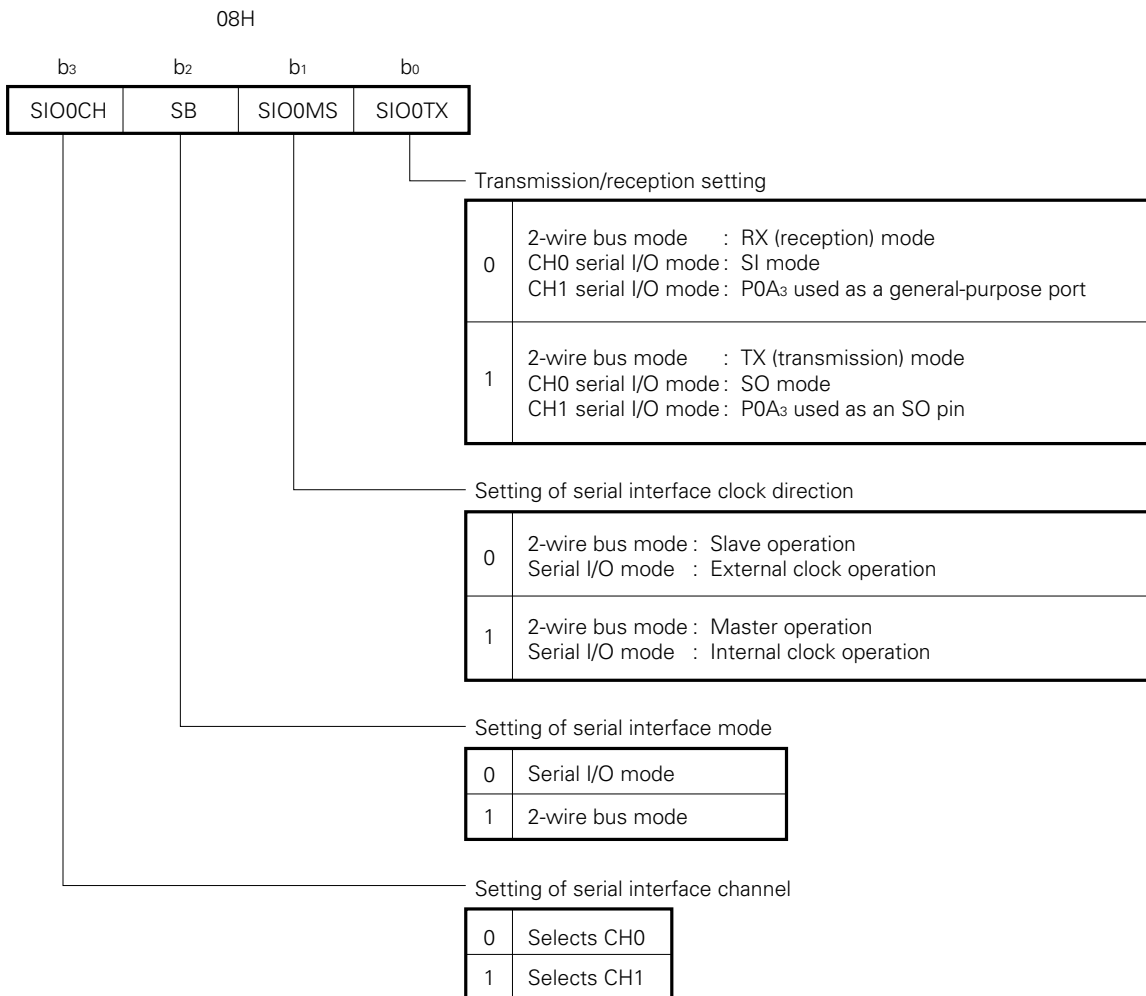 08H
b3 b2 b1 b0
SIO0CH SB SIO0MS SIO0TX
Transmission/reception setting
0
2-wire bus mode : RX (reception) mode
CH0 serial I/O mode : SI mode
CH1 serial I/O mode : P0A3 used as a general-purpose port
1
2-wire bus mode : TX (transmission) mode
CH0 serial I/O mode : SO mode
CH1 serial I/O mode : P0A3 used as an SO pin
Setting of serial interface clock direction
0
2-wire bus mode : Slave operation
Serial I/O mode : External clock operation
1
2-wire bus mode : Master operation
Serial I/O mode : Internal clock operation
Setting of serial interface mode
0 Serial I/O mode
1 2-wire bus mode
Setting of serial interface channel
0 Selects CH0
1 Selects CH1